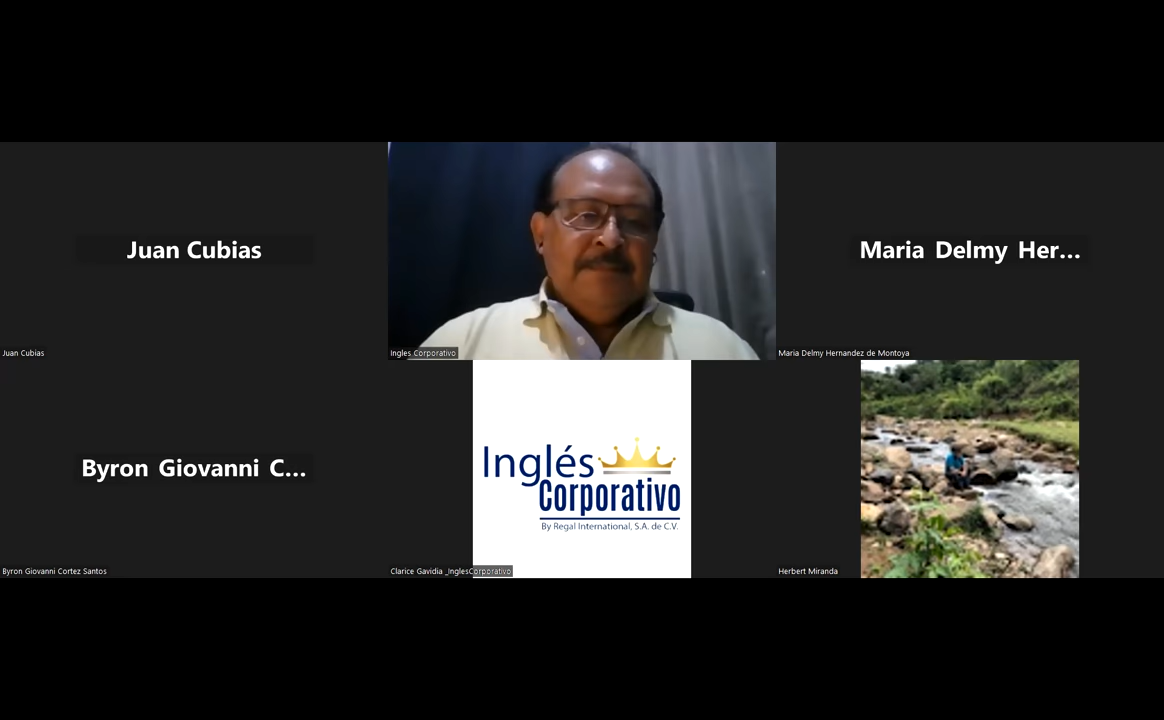 Juan Cubias
Maria Delmy Her...
Juan Cubias
Ingles Corporativo
Maria Delmy Hernandez de Montoya
Byron Giovanni C...
Inglés
Corporativo
By Regal International, S.A. de C.V.
Byron Giovanni Cortez Santos
Clarice Gavidia _InglesCorporativo
Herbert Miranda